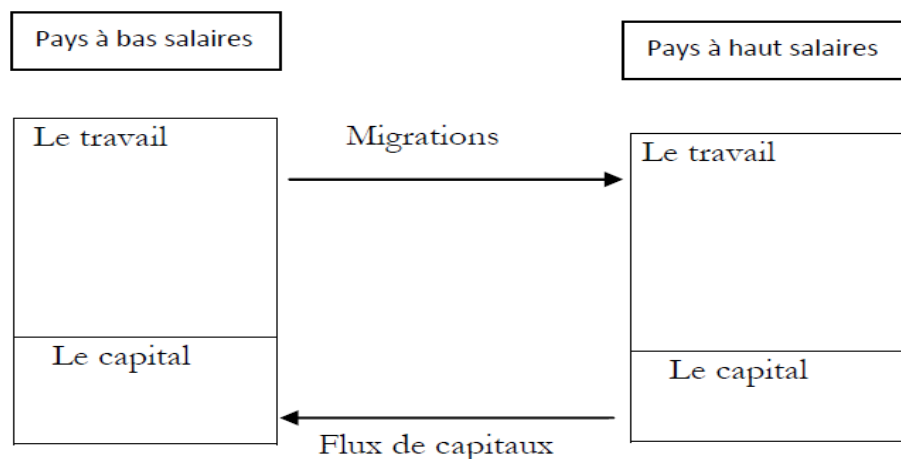 Pays à bas salaires
Pays à haut salaires
Le travail
Migrations
Le travail
Le capital
Le capital
Flux de capitaux